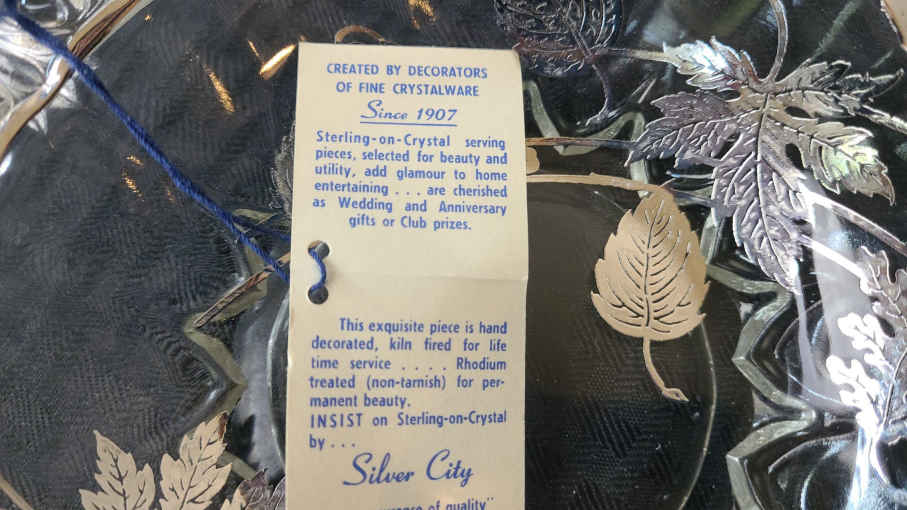 CREATED BY DECORATORS
OF FINE CRYSTALWARE
Since 1907
Sterling-on-Crystal serving
pieces, selected for beauty and
utility, add glamour to home
entertaining . . . are cherished
as Wedding and Anniversary
gifts or Club prizes.
This exquisite piece is hand
decorated, kiln fired for life
time service . . . . Rhodium
treated (non-tarnish) for per-
manent beauty.
INSIST on Sterling-on-Crystal
by . . .
Silver City
of quality"